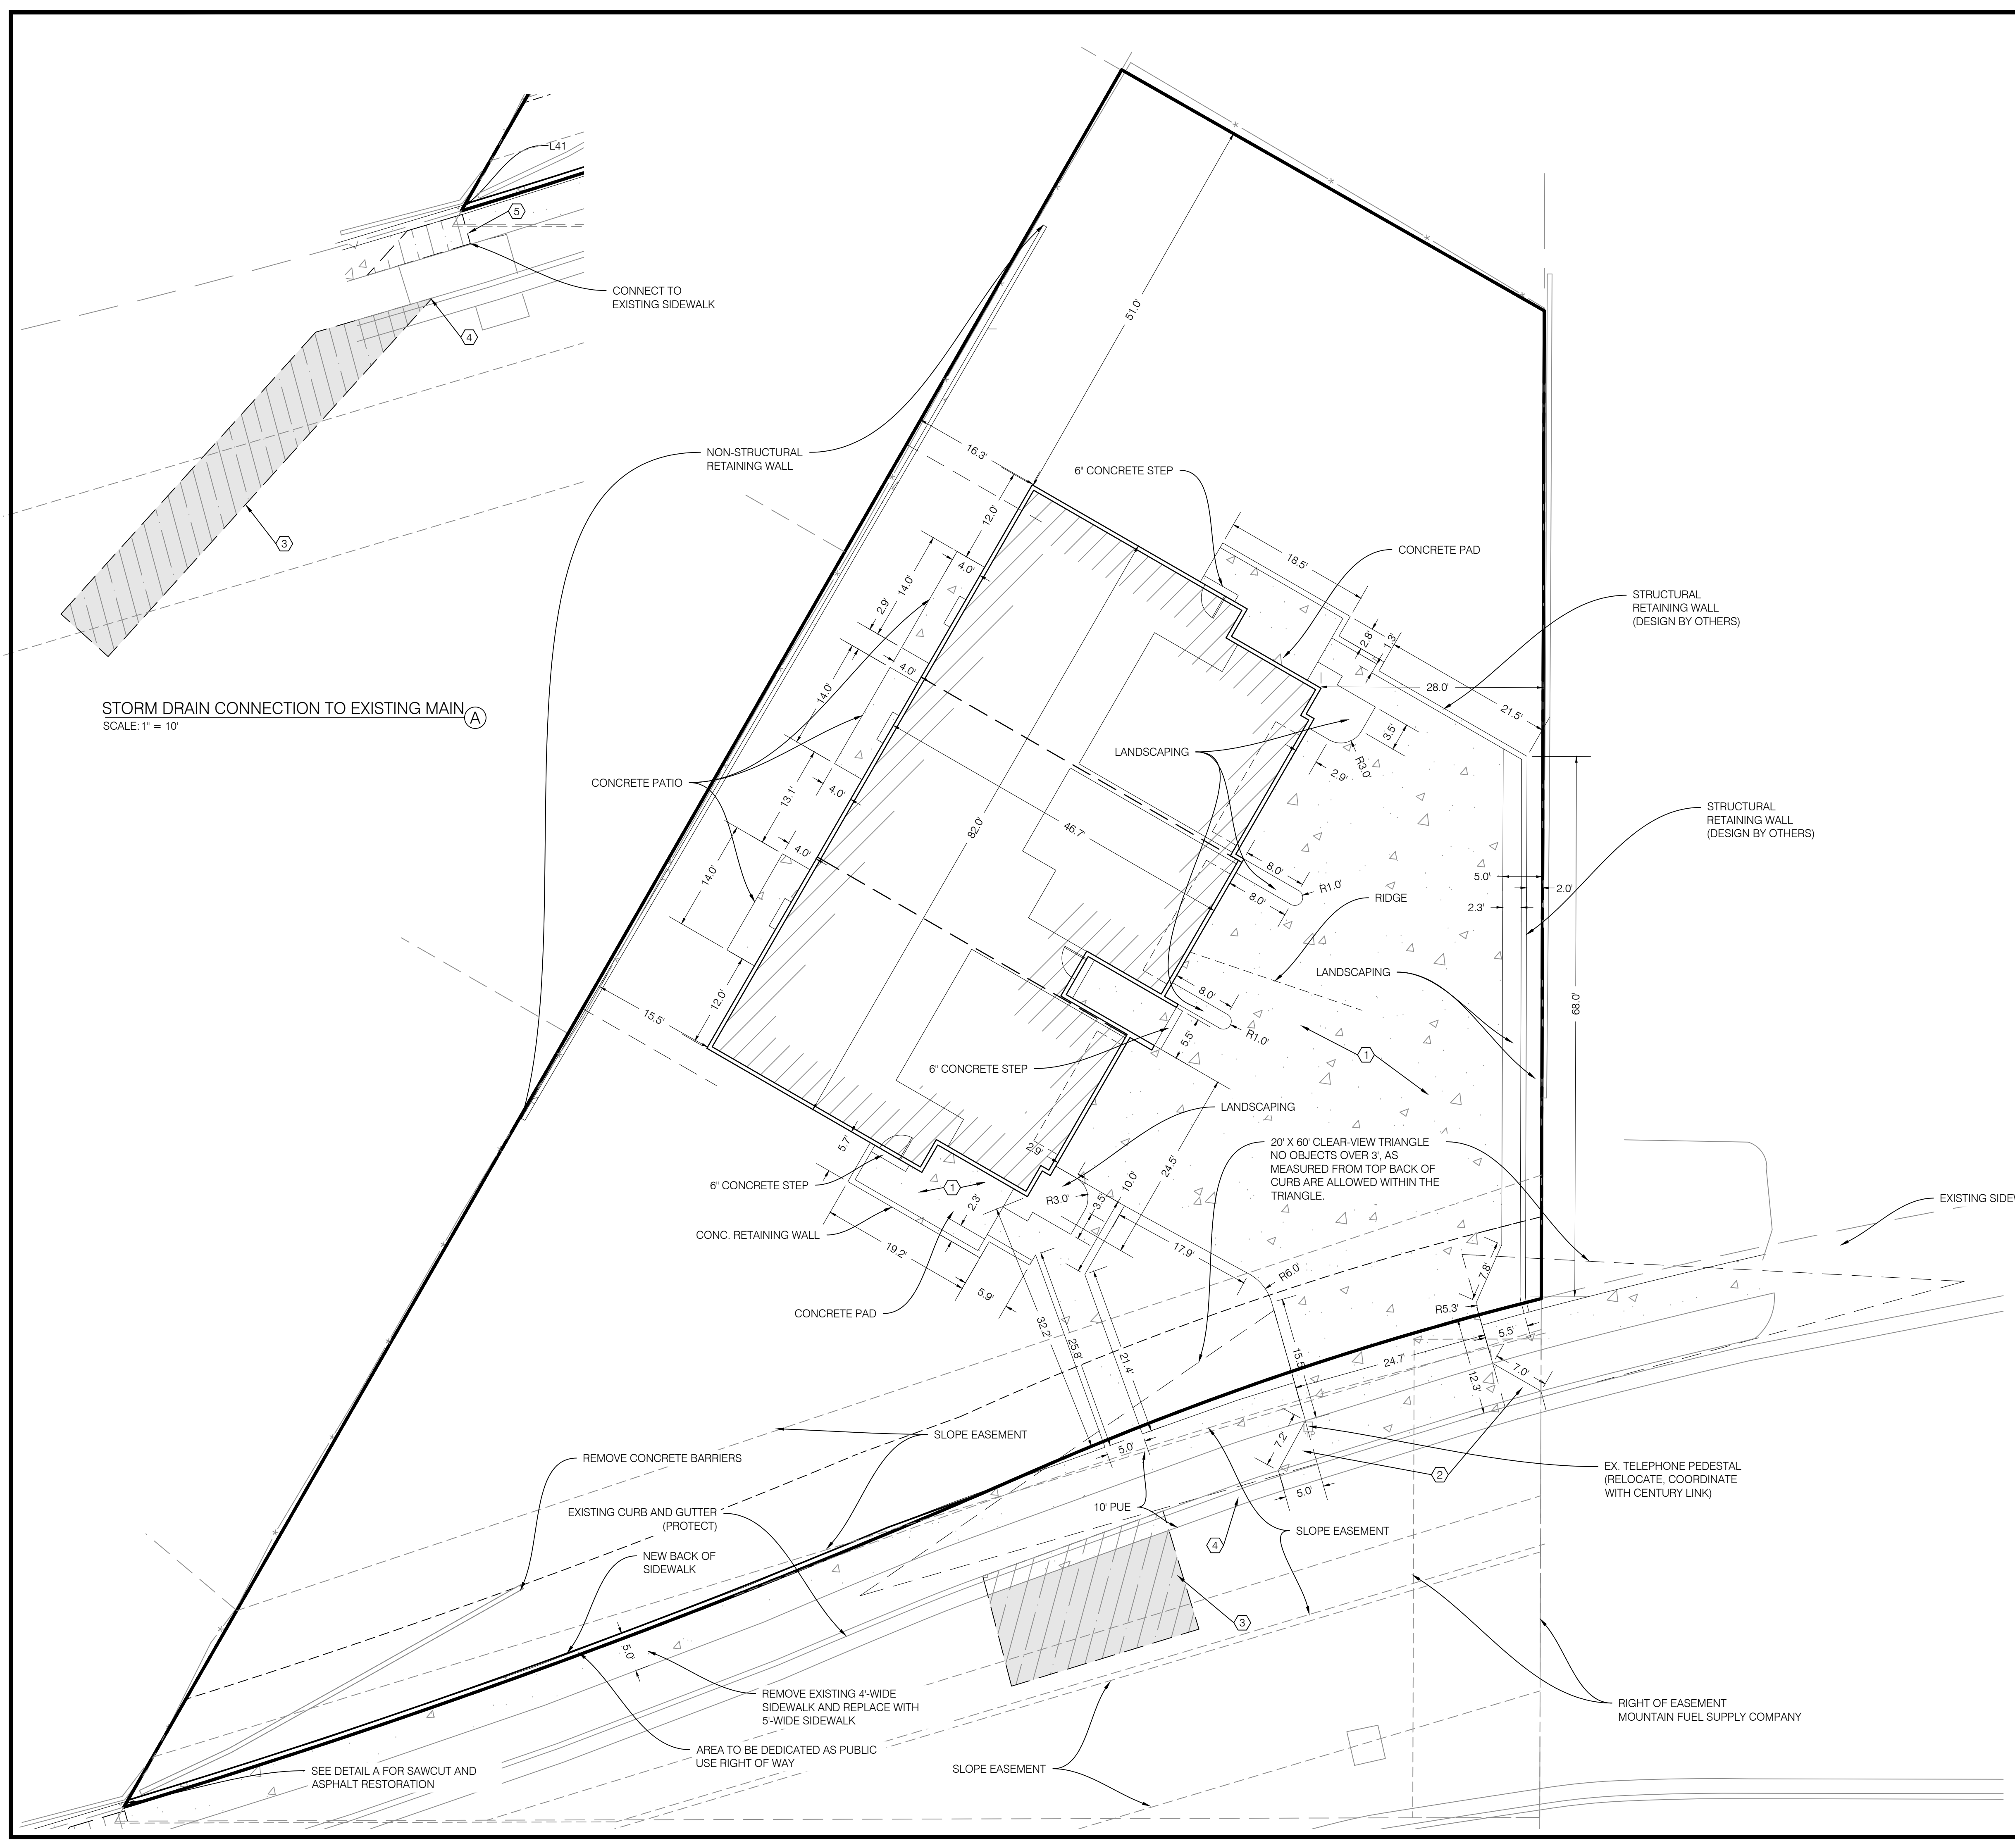 L41
5
CONNECT TO
EXISTING SIDEWALK
4
3
STORM DRAIN CONNECTION TO EXISTING MAIN
A
SCALE: 1" = 10'
51.0'
NON-STRUCTURAL
RETAINING WALL
16.3'
6" CONCRETE STEP
12.0'
4.0'
14.0'
2.9'
4.0'
14.0'
18.5'
CONCRETE PAD
2.8'
1.3'
STRUCTURAL
RETAINING WALL
(DESIGN BY OTHERS)
28.0'
21.5'
3.5'
LANDSCAPING
R3.0'
2.9'
CONCRETE PATIO
13.1'
4.0'
82.0'
46.7'
STRUCTURAL
RETAINING WALL
(DESIGN BY OTHERS)
4.0'
14.0'
8.0'
R1.0'
8.0'
RIDGE
5.0'
2.0'
2.3'
LANDSCAPING
12.0'
15.5'
8.0'
R1.0'
5.5'
68.0'
1
6" CONCRETE STEP
LANDSCAPING
5.7'
2.9'
20' X 60' CLEAR-VIEW TRIANGLE
NO OBJECTS OVER 3', AS
MEASURED FROM TOP BACK OF
CURB ARE ALLOWED WITHIN THE
TRIANGLE.
24.5'
10.0'
6" CONCRETE STEP
1
R3.0'
3.5'
2.3'
EXISTING SIDEW
CONC. RETAINING WALL
19.2'
17.9'
R6.0'
7.8'
5.9'
CONCRETE PAD
R5.3'
32.2'
25.8'
21.4'
15.5'
5.5'
24.7'
7.0'
12.3'
SLOPE EASEMENT
5.0'
7.2'
REMOVE CONCRETE BARRIERS
2
EX. TELEPHONE PEDESTAL
(RELOCATE, COORDINATE
WITH CENTURY LINK)
5.0'
10' PUE
EXISTING CURB AND GUTTER
(PROTECT)
SLOPE EASEMENT
4
NEW BACK OF
SIDEWALK
3
5.0'
REMOVE EXISTING 4'-WIDE
SIDEWALK AND REPLACE WITH
5'-WIDE SIDEWALK
RIGHT OF EASEMENT
MOUNTAIN FUEL SUPPLY COMPANY
AREA TO BE DEDICATED AS PUBLIC
USE RIGHT OF WAY
SLOPE EASEMENT
SEE DETAIL A FOR SAWCUT AND
ASPHALT RESTORATION